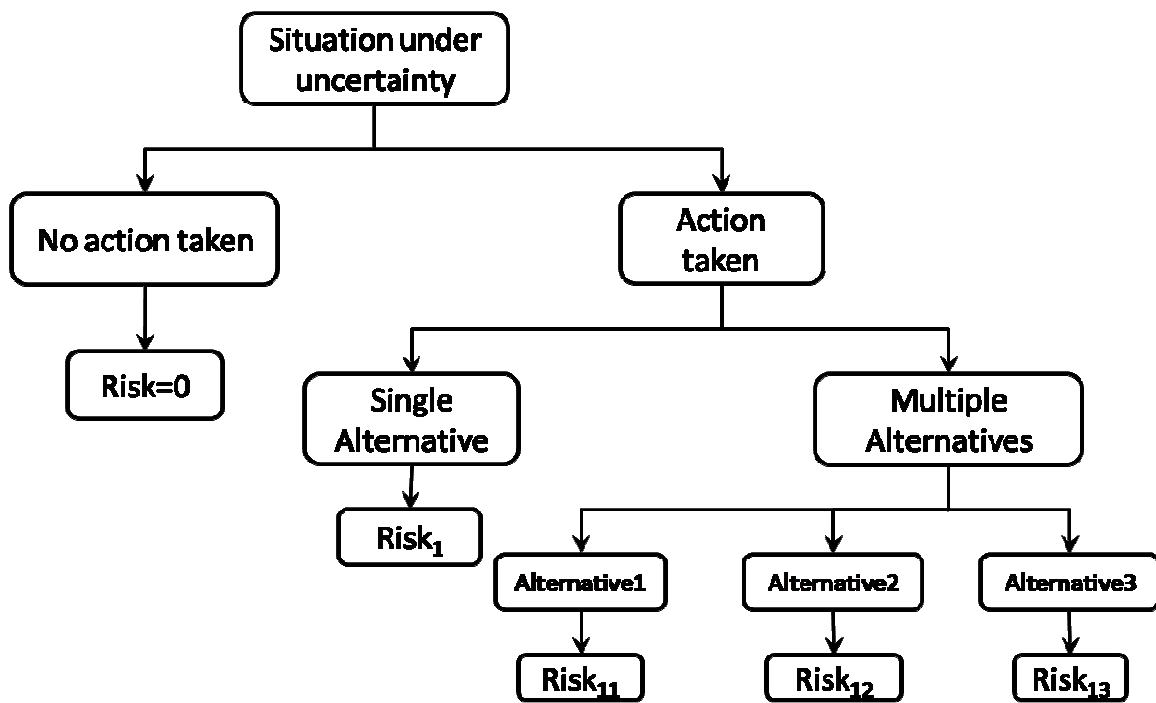 Situation under
uncertainty
No action taken
Action
taken
Risk=0
Single
Alternative
Multiple
Alternatives
Risk₁
Alternative1
Alternative2
Alternative3
Risk₁₁
Risk₁₂
Risk₁₃